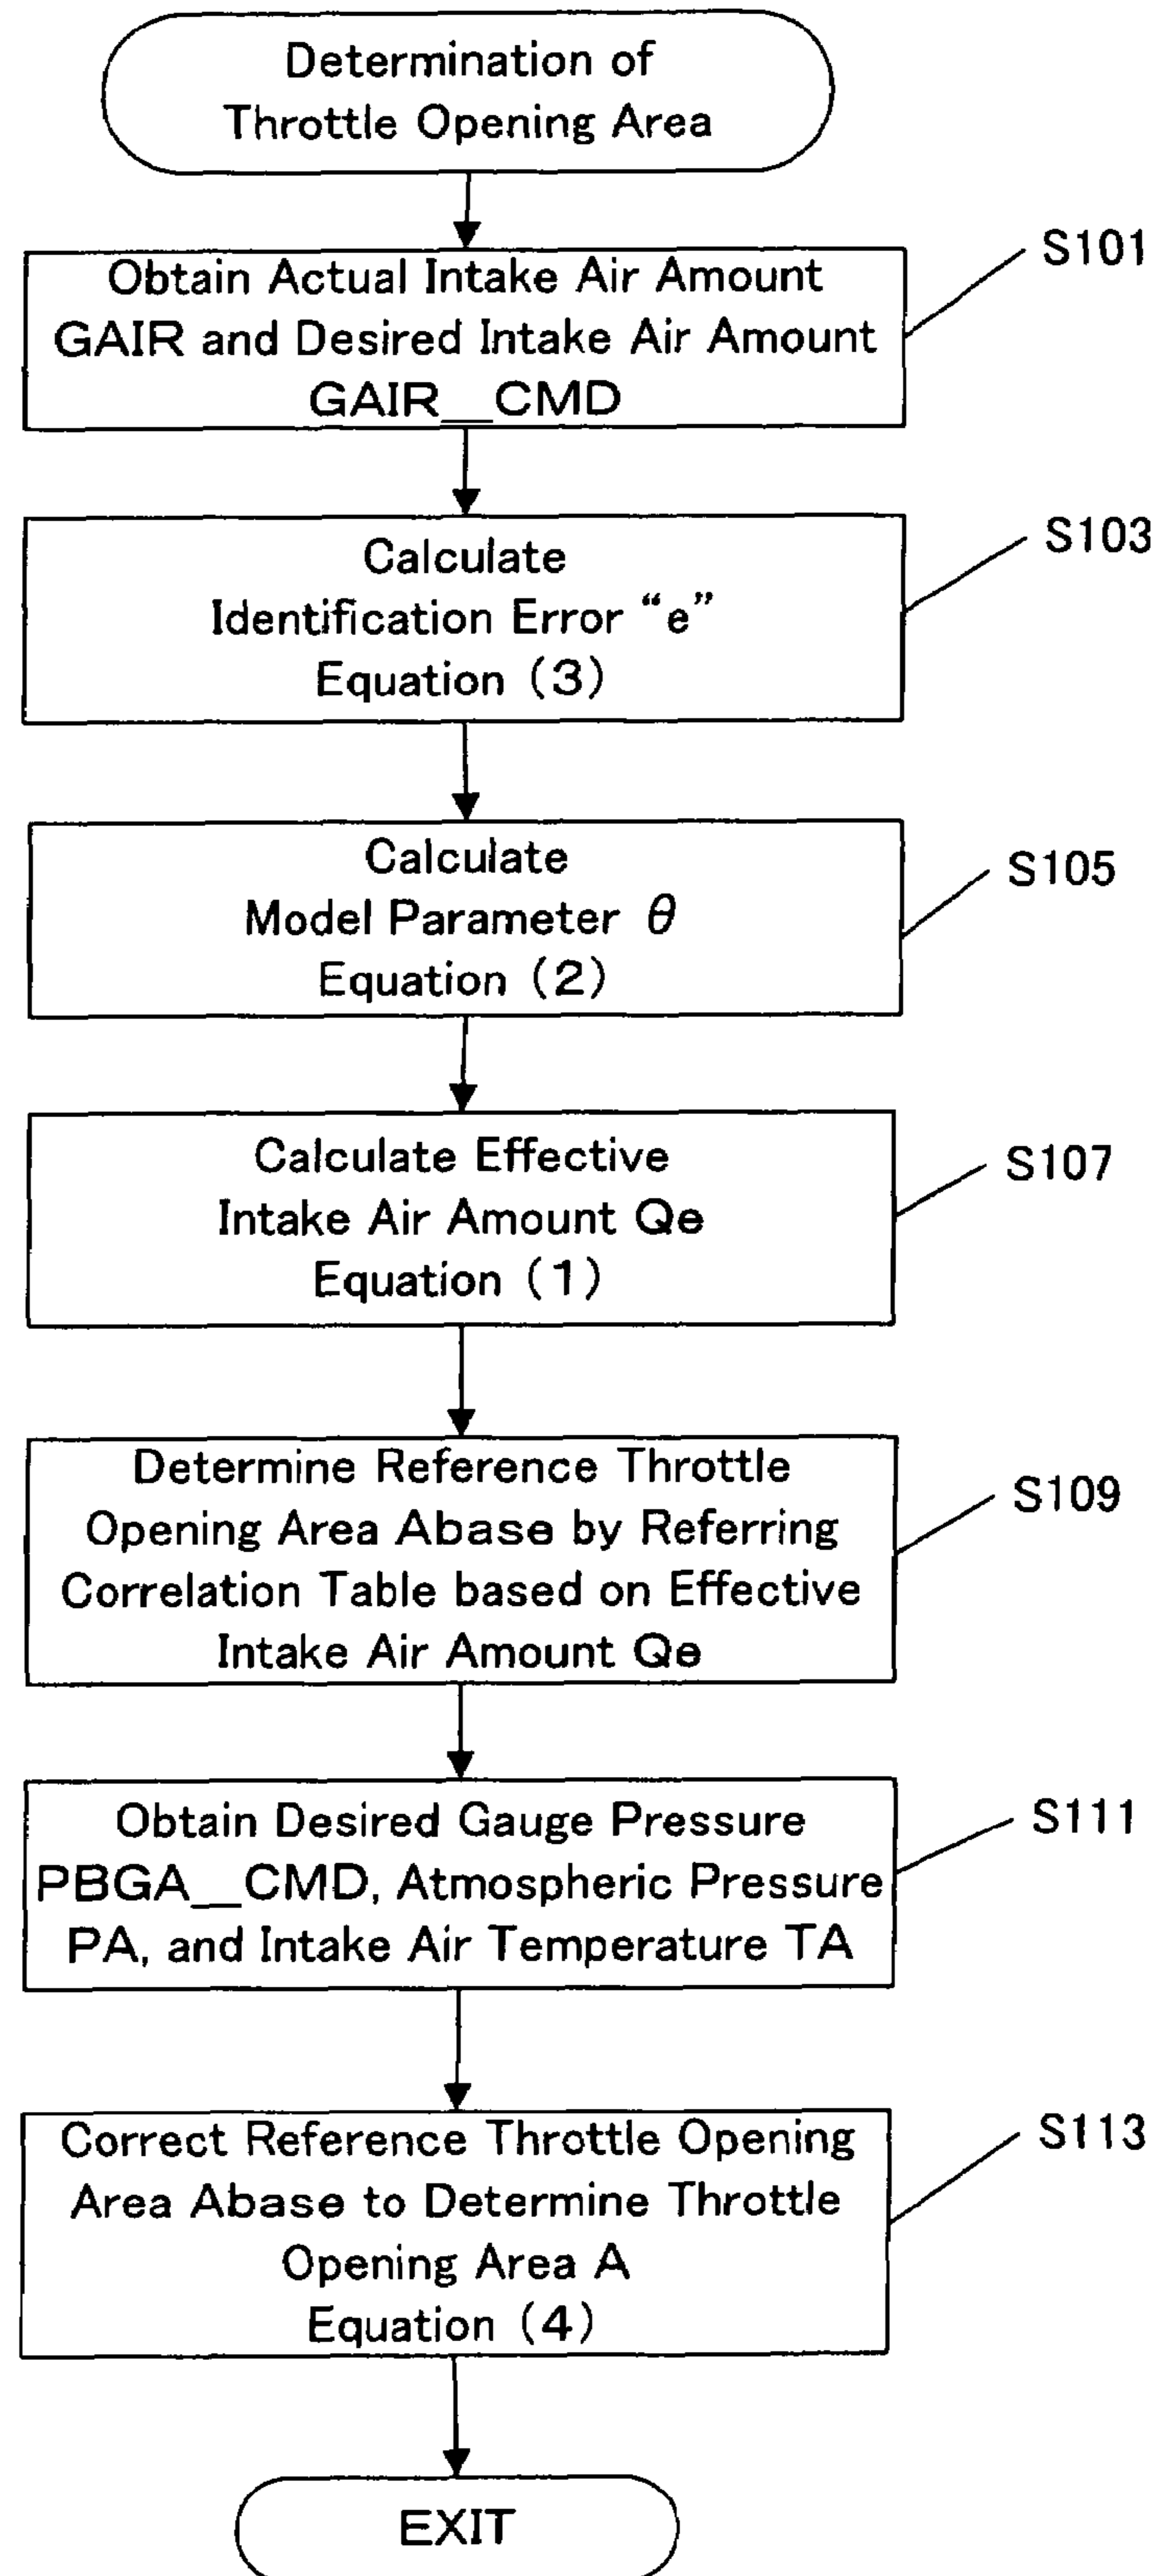 Determination of
Throttle Opening Area
S101
Obtain Actual Intake Air Amount
GAIR and Desired Intake Air Amount
GAIR__CMD
S103
Calculate
Identification Error “e”
Equation (3)
S105
Calculate
Model Parameter θ
Equation (2)
S107
Calculate Effective
Intake Air Amount Qe
Equation (1)
S109
Determine Reference Throttle
Opening Area Abase by Referring
Correlation Table based on Effective
Intake Air Amount Qe
S111
Obtain Desired Gauge Pressure
PBGA__CMD, Atmospheric Pressure
PA, and Intake Air Temperature TA
S113
Correct Reference Throttle Opening
Area Abase to Determine Throttle
Opening Area A
Equation (4)
EXIT